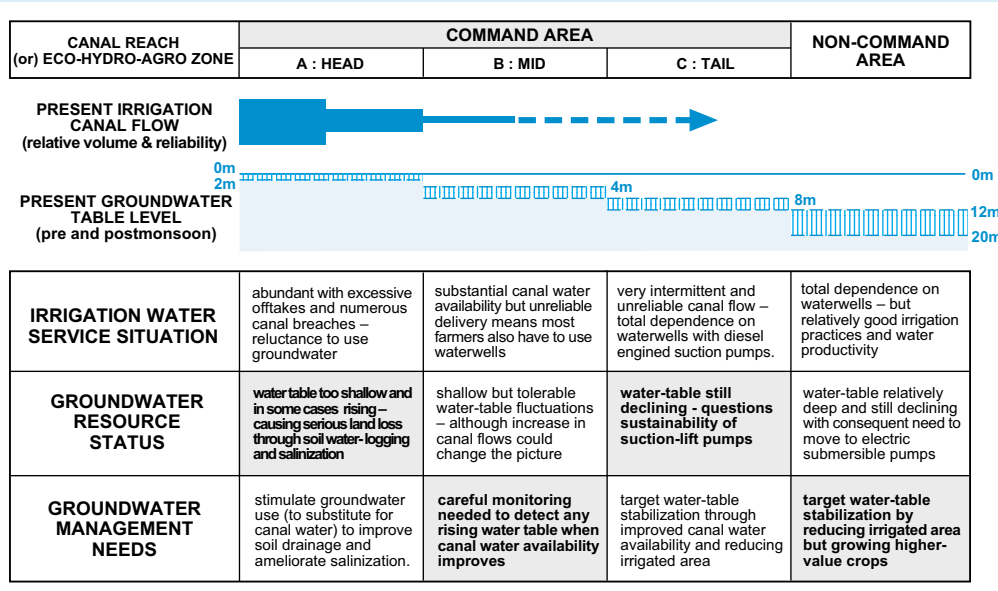 CANAL REACH
(or) ECO-HYDRO-AGRO ZONE
COMMAND AREA
A : HEAD
B : MID
C : TAIL
NON-COMMAND
AREA
PRESENT IRRIGATION
CANAL FLOW
(relative volume & reliability)
0m
2m
4m
8m
0m
12m
20m
PRESENT GROUNDWATER
TABLE LEVEL
(pre and postmonsoon)
IRRIGATION WATER
SERVICE SITUATION
abundant with excessive
offtakes and numerous
canal breaches –
reluctance to use
groundwater
substantial canal water
availability but unreliable
delivery means most
farmers also have to use
waterwells
very intermittent and
unreliable canal flow –
total dependence on
waterwells with diesel
engined suction pumps.
total dependence on
waterwells – but
relatively good irrigation
practices and water
productivity
GROUNDWATER
RESOURCE
STATUS
water table too shallow and
in some cases rising –
causing serious land loss
through soil water- logging
and salinization
shallow but tolerable
water-table fluctuations
– although increase in
canal flows could
change the picture
water-table still
declining - questions
sustainability of
suction-lift pumps
water-table relatively
deep and still declining
with consequent need to
move to electric
submersible pumps
GROUNDWATER
MANAGEMENT
NEEDS
stimulate groundwater
use (to substitute for
canal water) to improve
soil drainage and
ameliorate salinization.
careful monitoring
needed to detect any
rising water table when
canal water availability
improves
target water-table
stabilization through
improved canal water
availability and reducing
irrigated area
target water-table
stabilization by
reducing irrigated area
but growing higher-
value crops